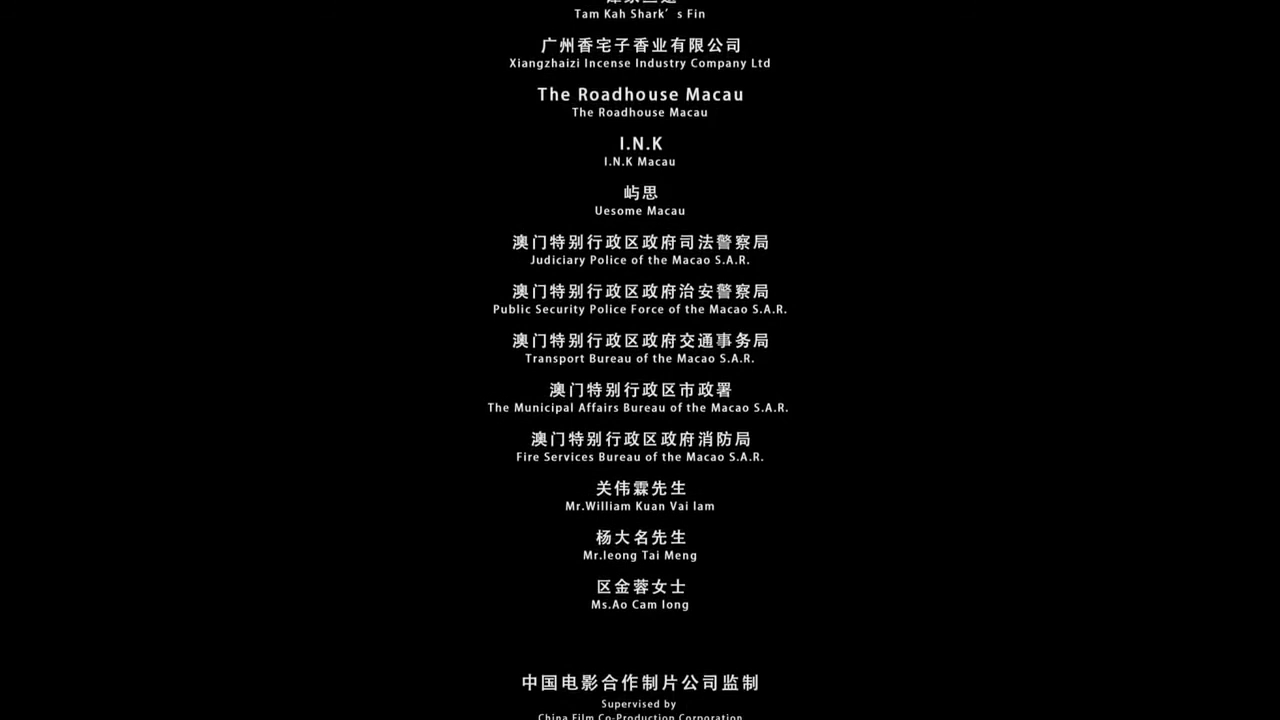 Tam Kah Shark's Fin
广州香宅子香业有限公司
Xiangzhaizi Incense Industry Company Ltd
The Roadhouse Macau
The Roadhouse Macau
I.N.K
I.N.K Macau
屿思
Uesome Macau
澳门特别行政区政府司法警察局
Judiciary Police of the Macao S.A.R.
澳门特别行政区政府治安警察局
Public Security Police Force of the Macao S.A.R.
澳门特别行政区政府交通事务局
Transport Bureau of the Macao S.A.R.
澳门特别行政区市政署
The Municipal Affairs Bureau of the Macao S.A.R.
澳门特别行政区政府消防局
Fire Services Bureau of the Macao S.A.R.
关伟霖先生
Mr.William Kuan Vai lam
杨大名先生
Mr.Ieong Tai Meng
区金蓉女士
Ms.Ao Cam Iong
中国电影合作制片公司监制
Supervised by
China Film Co-Production Corporation